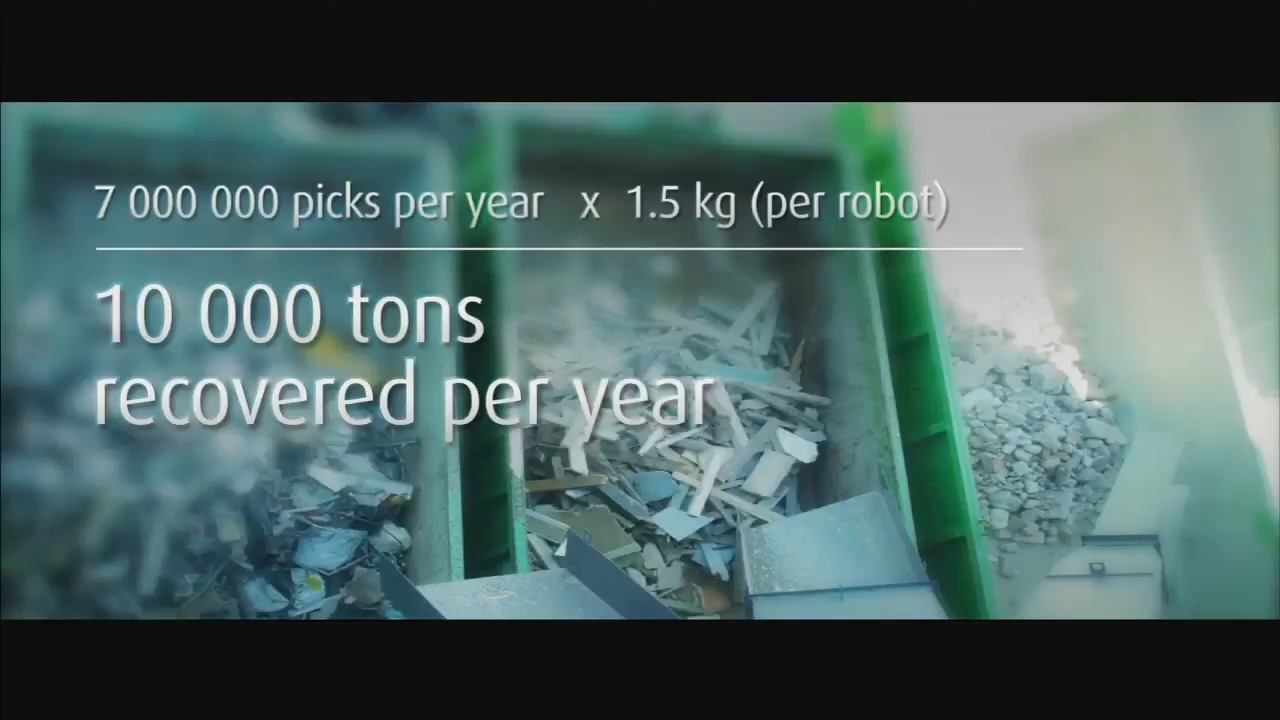 7 000 000 picks per year x 1.5 kg (per robot)
10 000 tons
recovered per year